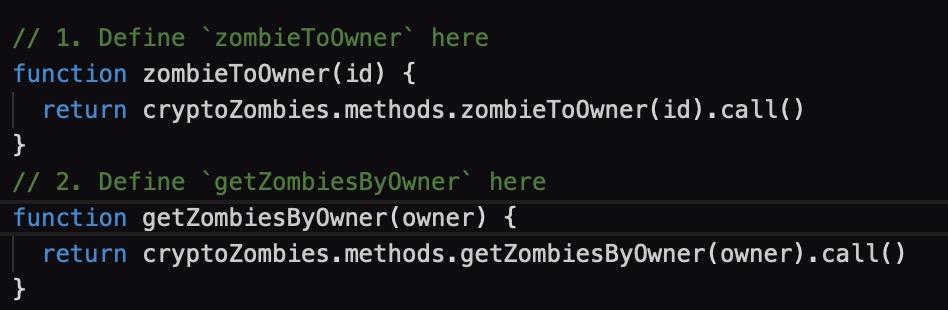 // 1. Define `zombieToOwner` here
function zombieToOwner(id) {
  return cryptoZombies.methods.zombieToOwner(id).call()
}
// 2. Define `getZombiesByOwner` here
function getZombiesByOwner(owner) {
  return cryptoZombies.methods.getZombiesByOwner(owner).call()
}